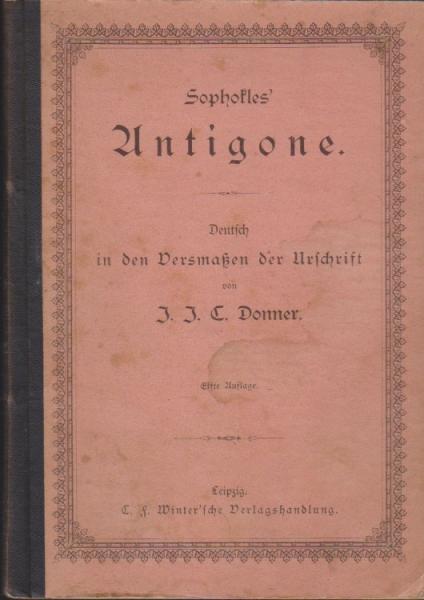 Sophokles'
Antigone.
Deutsch
in den Versmaßen der Urschrift
von
J. J. C. Donner.
Elfte Auflage.
Leipzig.
C. F. Winter'sche Verlagshandlung.